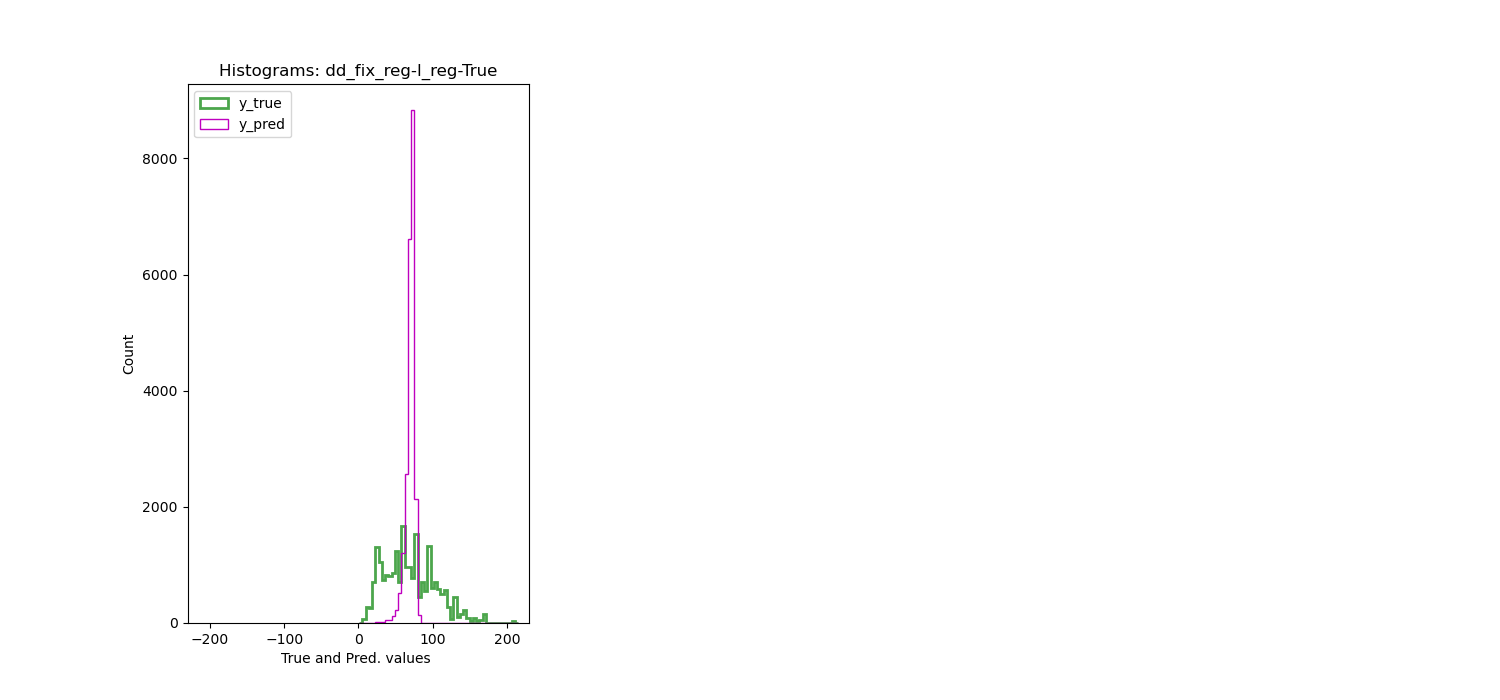 Histograms: dd_fix_reg-l_reg-True
y_true
y_pred
8000
6000
4000
2000
0
Count
−200
−100
0
100
200
True and Pred. values